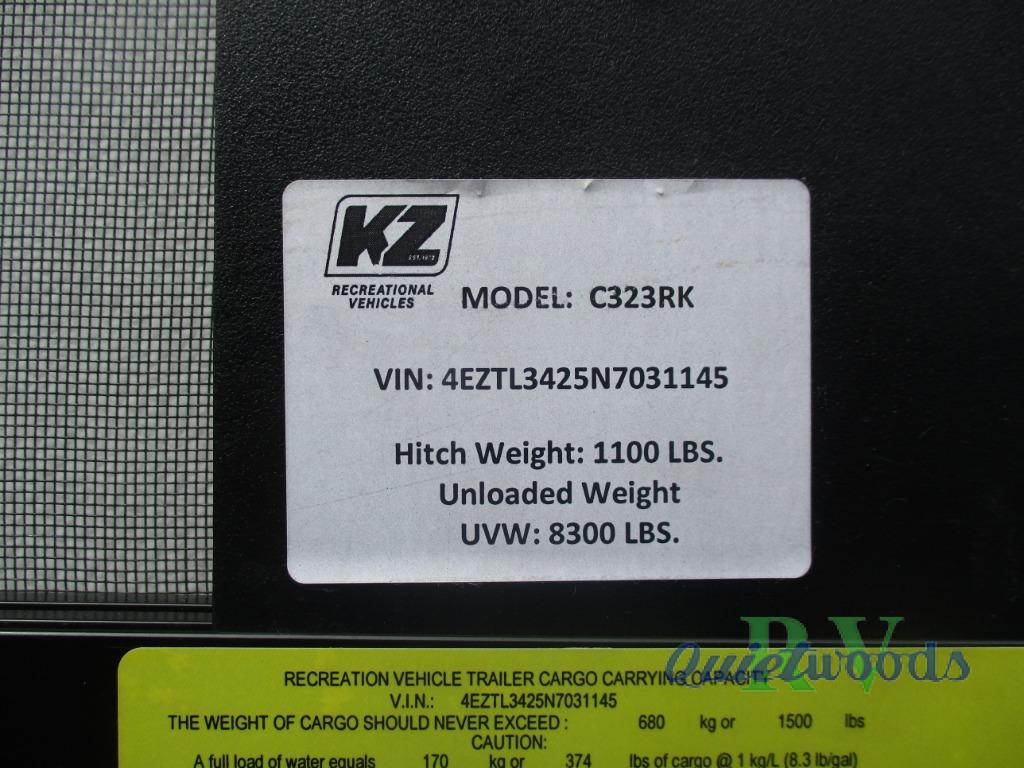 KZ
EST. 1972
RECREATIONAL
VEHICLES
MODEL: C323RK
VIN: 4EZTL3425N7031145
Hitch Weight: 1100 LBS.
Unloaded Weight
UVW: 8300 LBS.
RV
Quietwoods
RECREATION VEHICLE TRAILER CARGO CARRYING CAPACITY
V.I.N.: 4EZTL3425N7031145
THE WEIGHT OF CARGO SHOULD NEVER EXCEED : 680 kg or 1500 lbs
CAUTION:
A full load of water equals 170 kg or 374 lbs of cargo @ 1 kg/L (8.3 lb/gal)